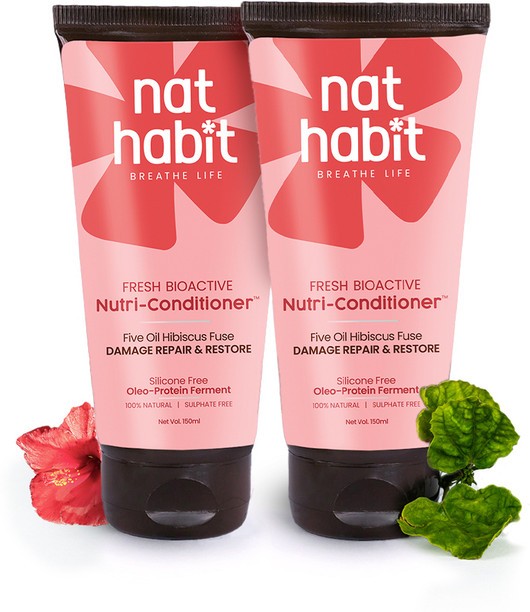 nat
habit
BREATHE LIFE
FRESH BIOACTIVE
Nutri-Conditioner™
Five Oil Hibiscus Fuse
DAMAGE REPAIR & RESTORE
Silicone Free
Oleo-Protein Ferment
100% NATURAL | SULPHATE FREE
Net Vol. 150ml
nat
habit
BREATHE LIFE
FRESH BIOACTIVE
Nutri-Conditioner™
Five Oil Hibiscus Fuse
DAMAGE REPAIR & RESTORE
Silicone Free
Oleo-Protein Ferment
100% NATURAL | SULPHATE FREE
Net Vol. 150ml